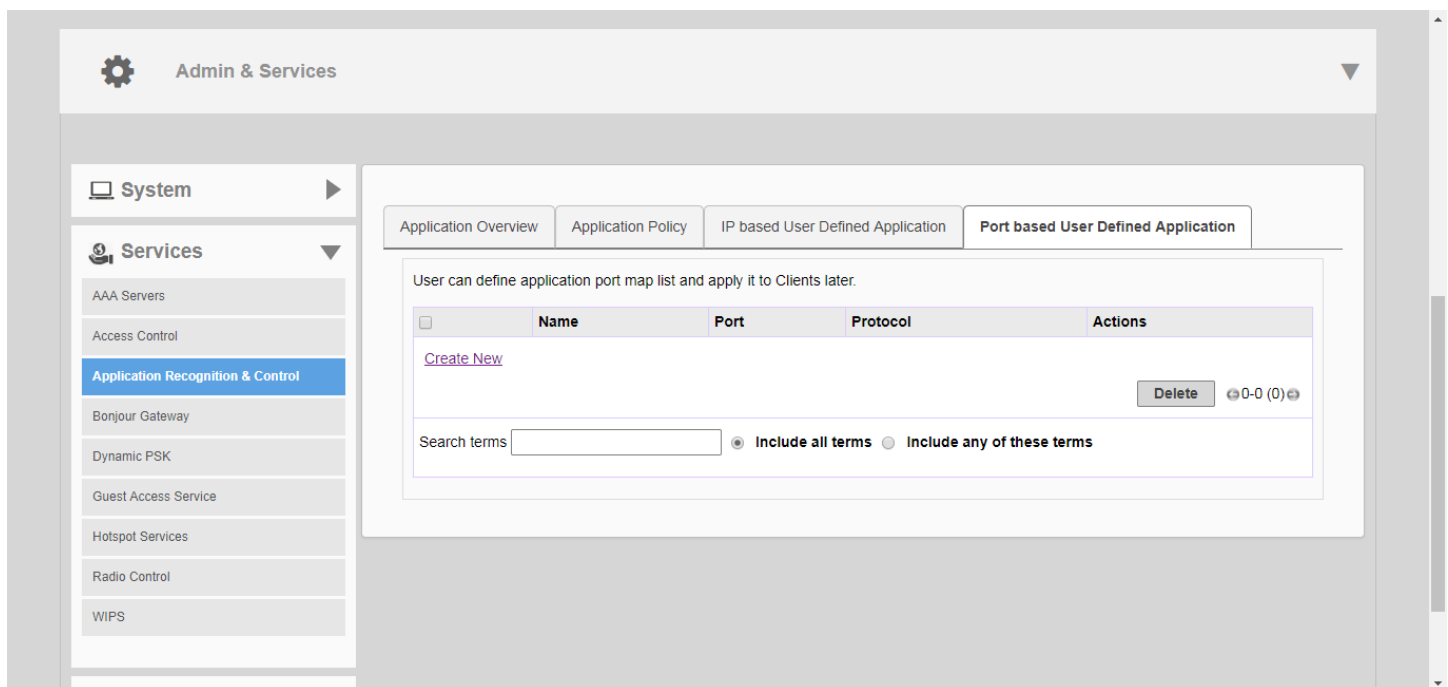 Admin & Services
System
Services
AAA Servers
Access Control
Application Recognition & Control
Bonjour Gateway
Dynamic PSK
Guest Access Service
Hotspot Services
Radio Control
WIPS
Application Overview Application Policy IP based User Defined Application Port based User Defined Application
User can define application port map list and apply it to Clients later.
Name Port Protocol Actions
Create New
Delete 0-0 (0)
Search terms Include all terms Include any of these terms